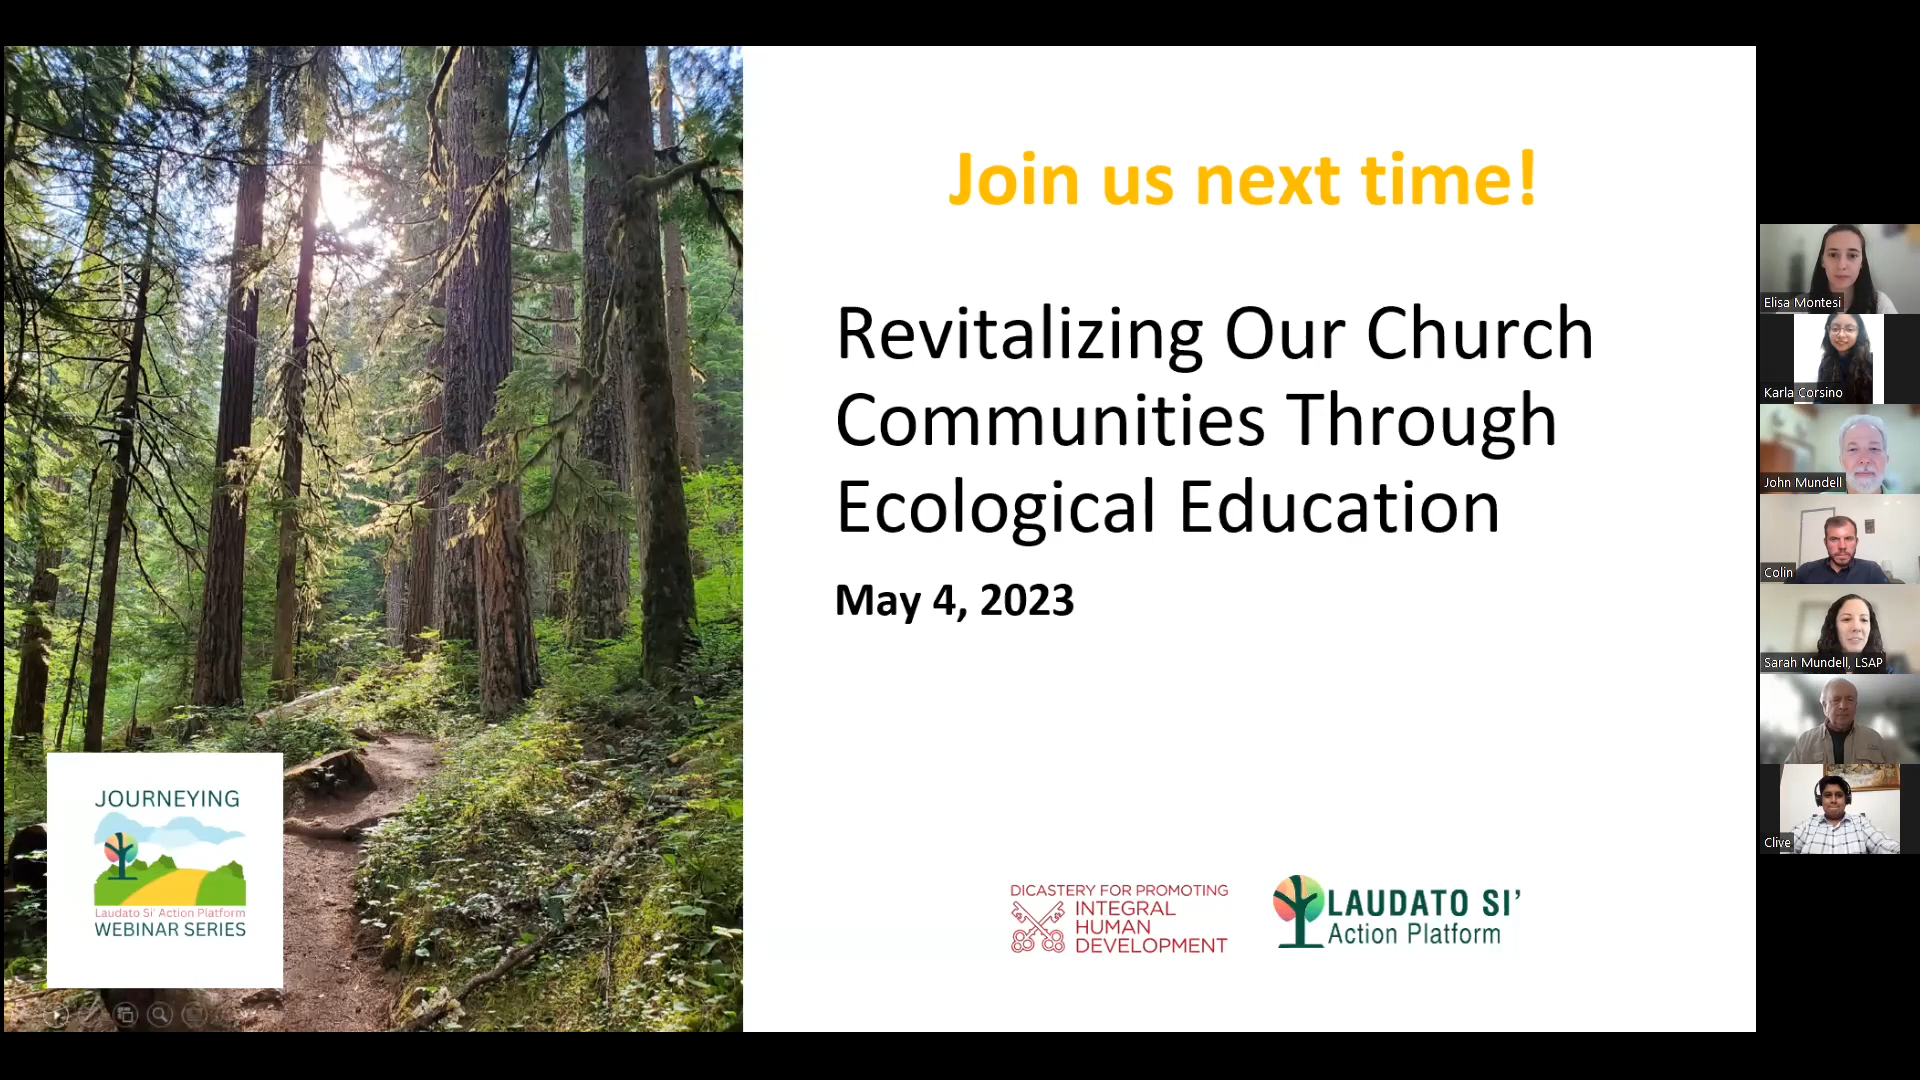 Join us next time!
Revitalizing Our Church
Communities Through
Ecological Education
May 4, 2023
JOURNEYING
Laudato Si' Action Platform
WEBINAR SERIES
DICASTERY FOR PROMOTING
INTEGRAL
HUMAN
DEVELOPMENT
LAUDATO SI'
Action Platform
Elisa Montesi
Karla Corsino
John Mundell
Colin
Sarah Mundell, LSAP
Clive